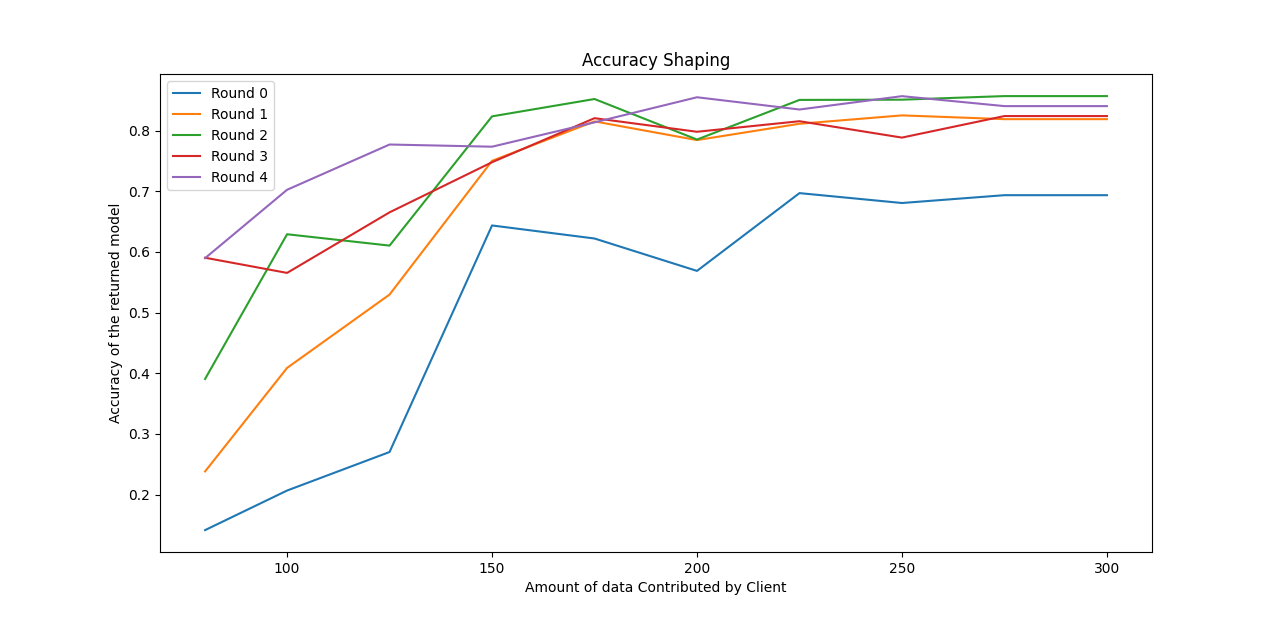 Accuracy Shaping
Round 0
Round 1
Round 2
Round 3
Round 4
Accuracy of the returned model
0.8
0.7
0.6
0.5
0.4
0.3
0.2
100
150
200
250
300
Amount of data Contributed by Client